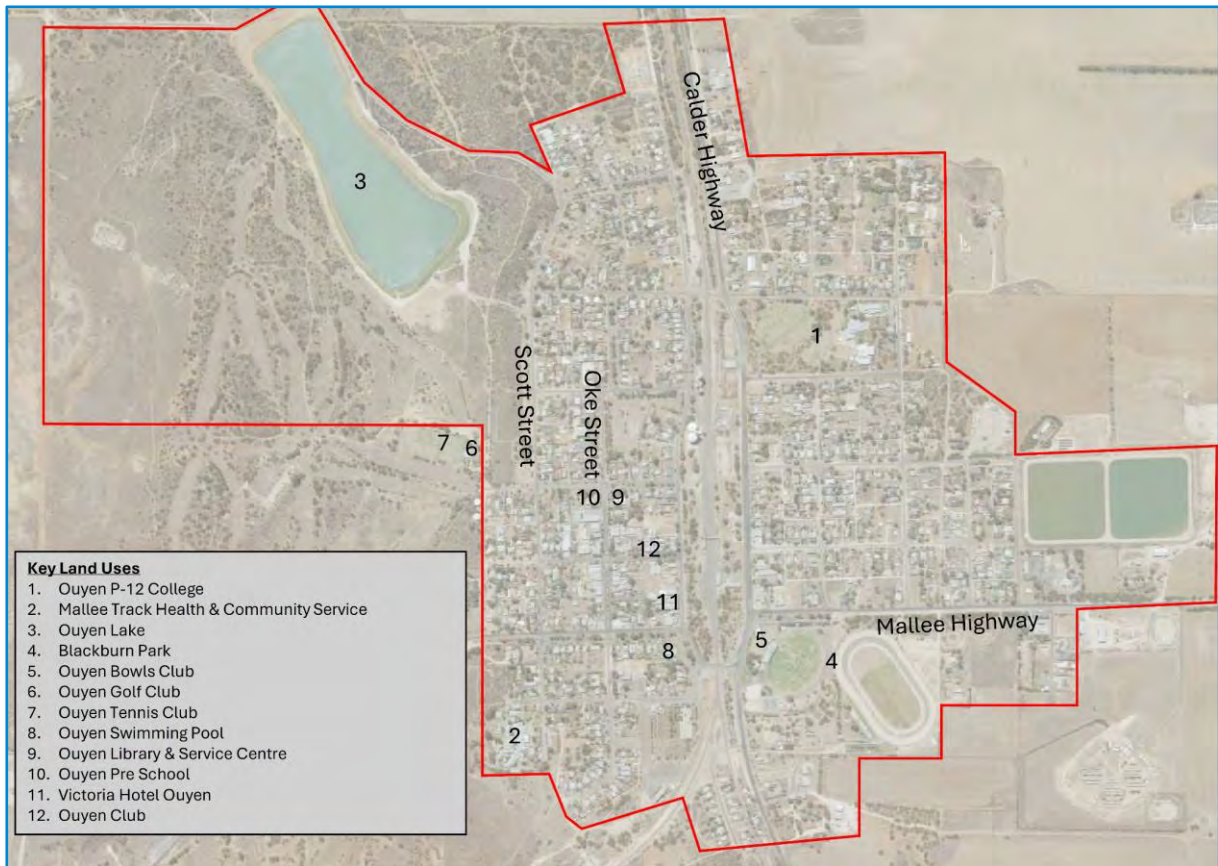 Calder Highway
3
1
Scott Street
Oke Street
7
6
10
9
12
11
Mallee Highway
5
8
4
2
Key Land Uses
1. Ouyen P-12 College
2. Mallee Track Health & Community Service
3. Ouyen Lake
4. Blackburn Park
5. Ouyen Bowls Club
6. Ouyen Golf Club
7. Ouyen Tennis Club
8. Ouyen Swimming Pool
9. Ouyen Library & Service Centre
10. Ouyen Pre School
11. Victoria Hotel Ouyen
12. Ouyen Club